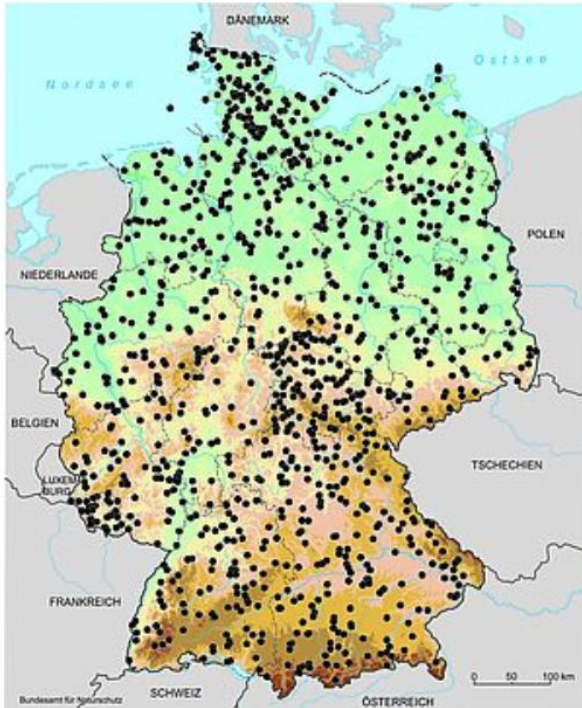 DÄNEMARK
Nordsee
Ostsee
POLEN
NIEDERLANDE
BELGIEN
LUXEM-
BURG
TSCHECHIEN
FRANKREICH
0 50 100 km
Bundesamt für Naturschutz
SCHWEIZ
ÖSTERREICH